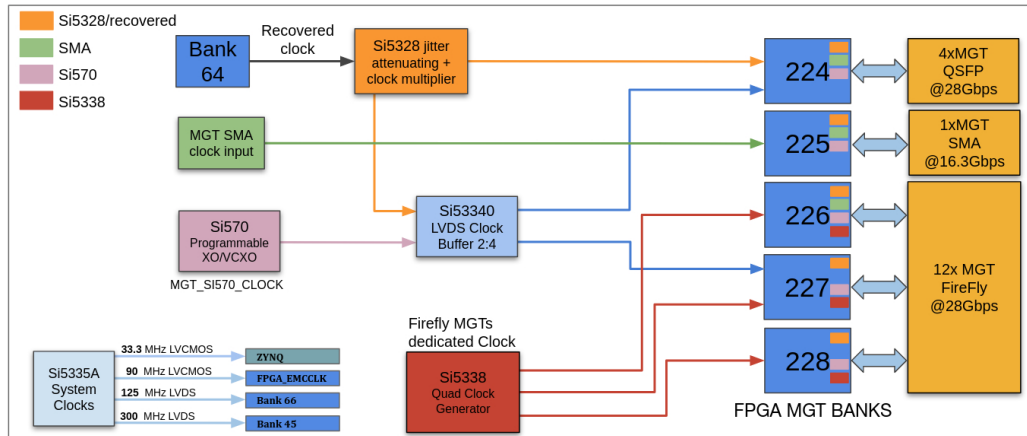 Si5328/recovered
SMA
Si570
Si5338
Bank
64
Recovered
clock
Si5328 jitter
attenuating +
clock multiplier
MGT SMA
clock input
Si570
Programmable
XO/VCXO
MGT_SI570_CLOCK
Si53340
LVDS Clock
Buffer 2:4
Firefly MGTs
dedicated Clock
Si5338
Quad Clock
Generator
Si5335A
System
Clocks
33.3 MHz LVCMOS
90 MHz LVCMOS
125 MHz LVDS
300 MHz LVDS
ZYNQ
FPGA_EMCCLK
Bank 66
Bank 45
224
225
226
227
228
FPGA MGT BANKS
4xMGT
QSFP
@28Gbps
1xMGT
SMA
@16.3Gbps
12x MGT
FireFly
@28Gbps